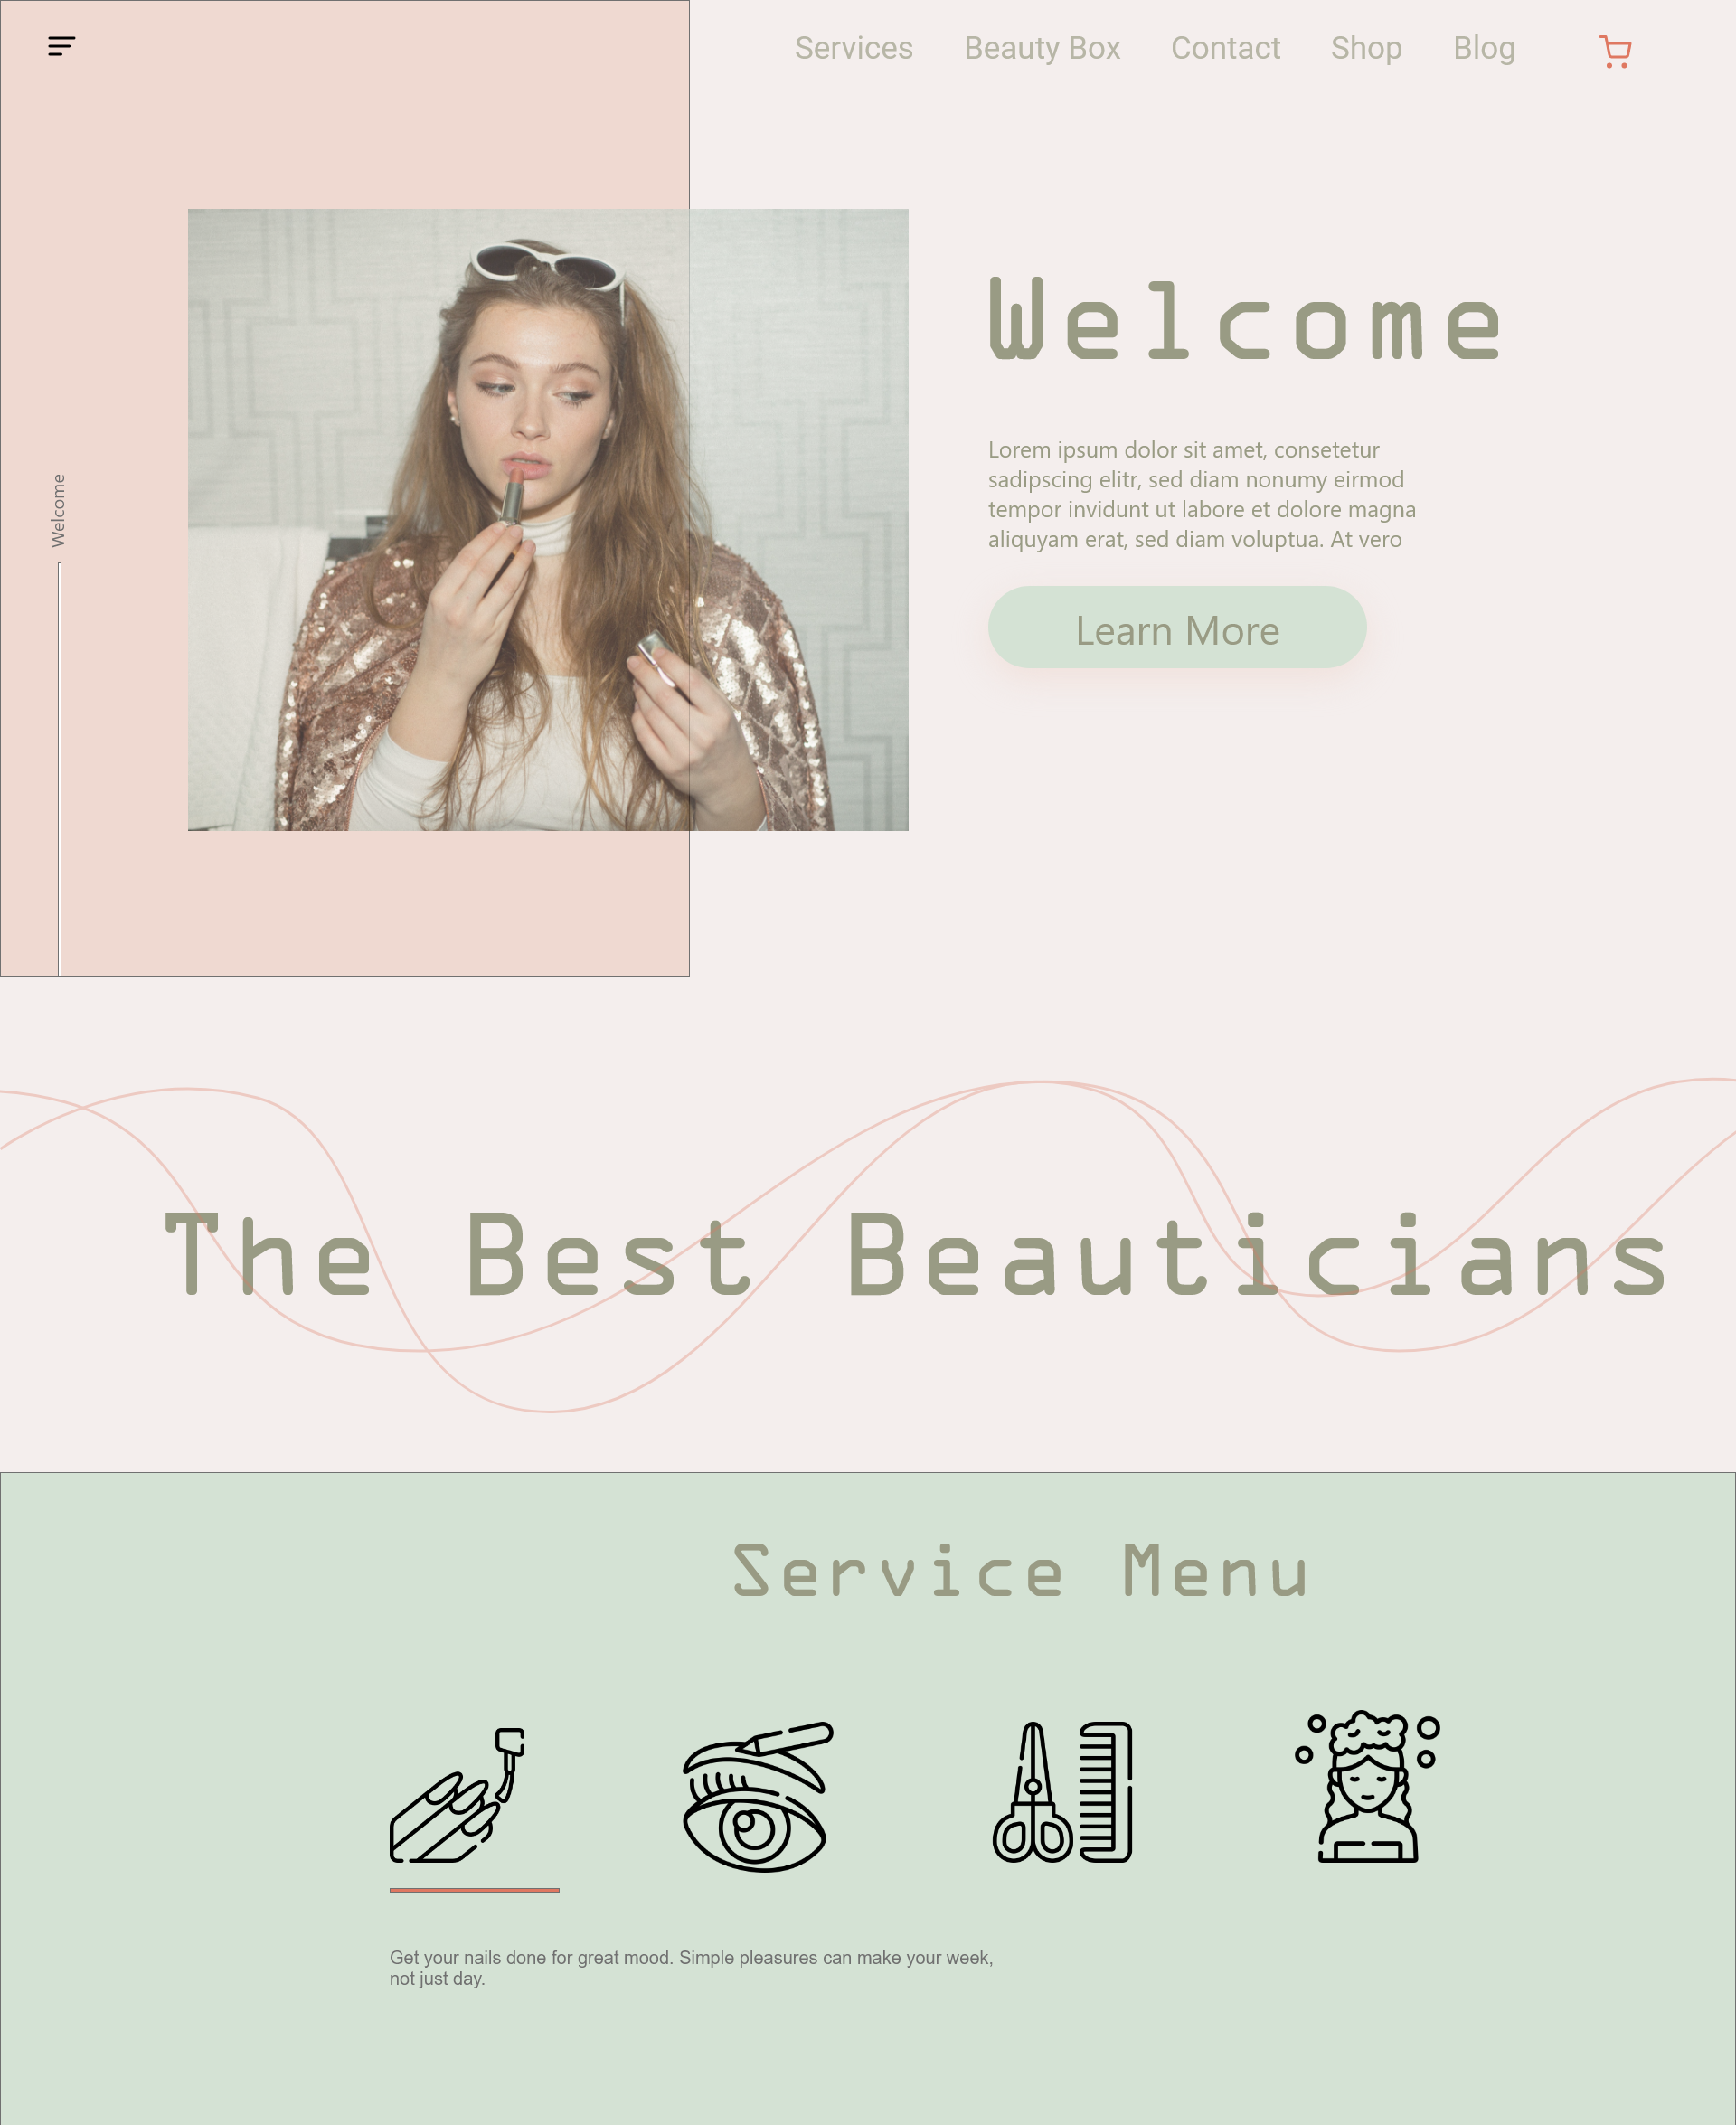 Services Beauty Box Contact Shop Blog
Welcome
Lorem ipsum dolor sit amet, consetetur
sadipscing elitr, sed diam nonumy eirmod
tempor invidunt ut labore et dolore magna
aliquyam erat, sed diam voluptua. At vero
Learn More
Welcome
The Best Beauticians
Service Menu
Get your nails done for great mood. Simple pleasures can make your week,
not just day.